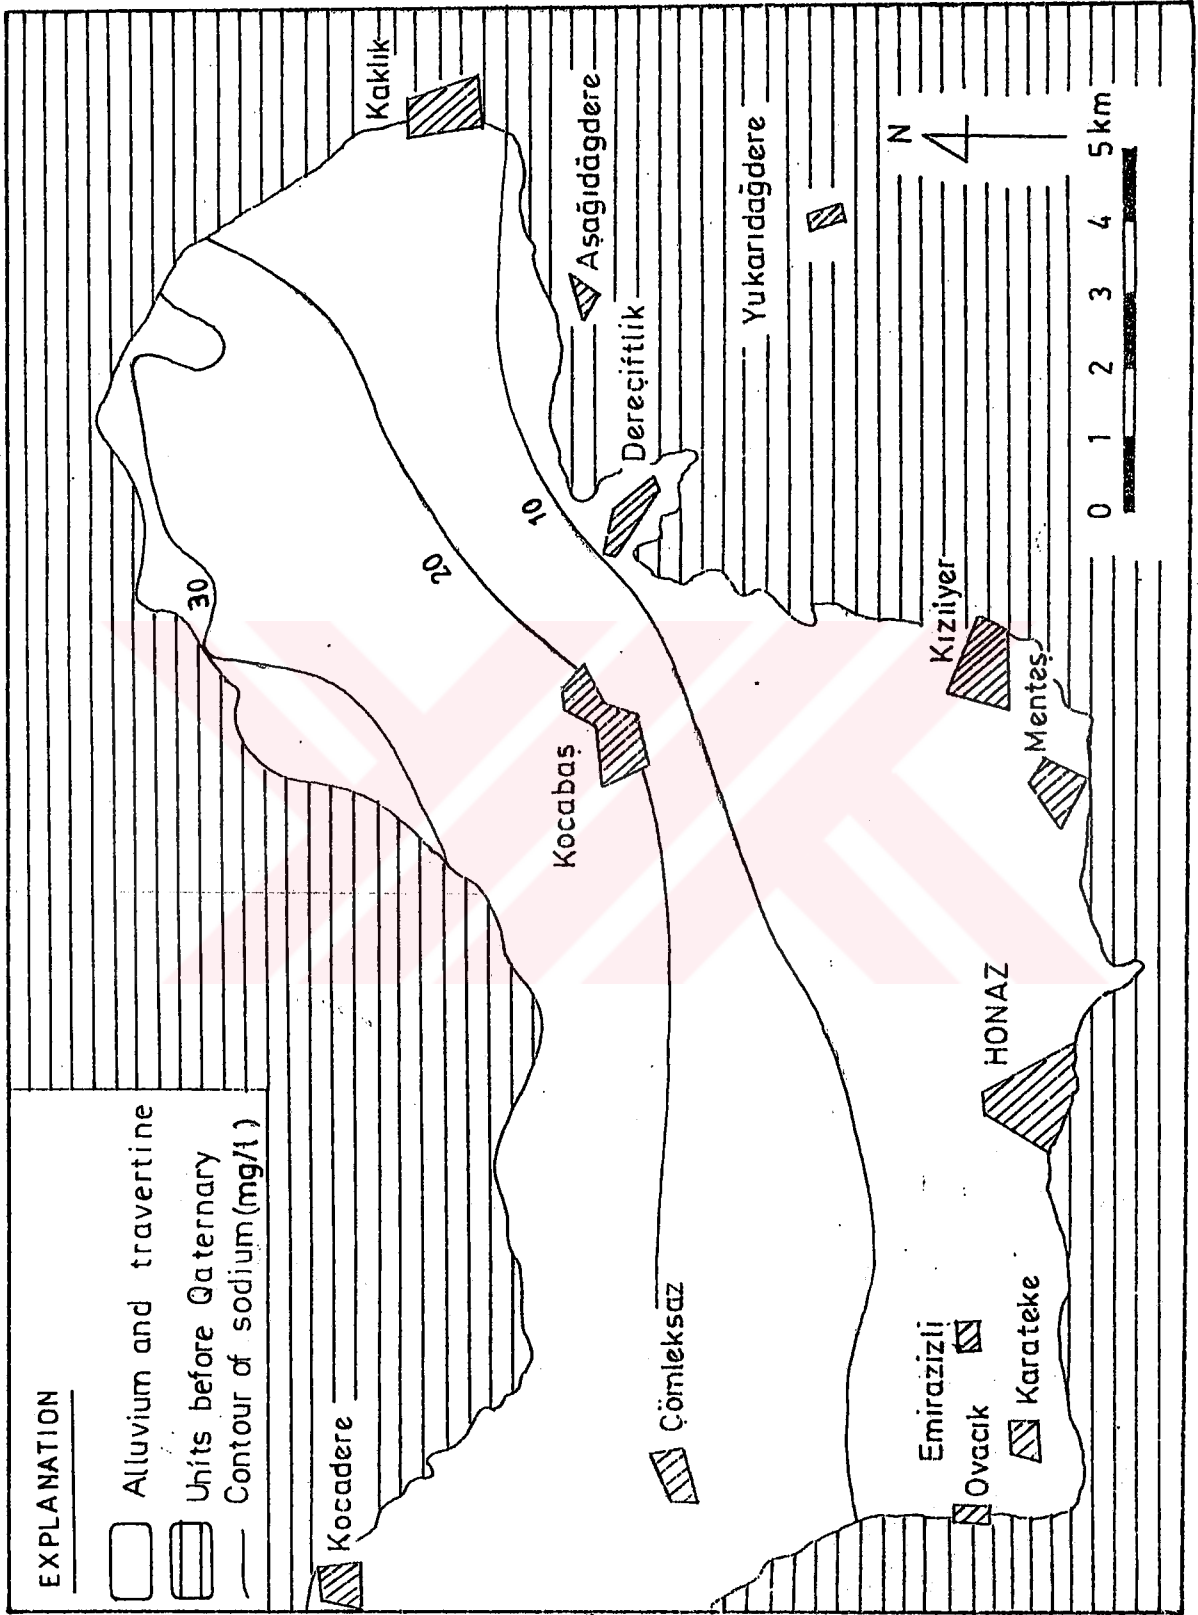 EXPLANATION
Alluvium and travertine
Units before Qaternary
Contour of sodium (mg/l)
Kocadere
Kaklık
30
20
10
Aşağıdağdere
Dereçiftlik
Yukarıdağdere
Kocabaş
Çömleksaz
Kızılyer
Menteş
HONAZ
Emirazizli
Ovacık
Karateke
N
0 1 2 3 4 5 km